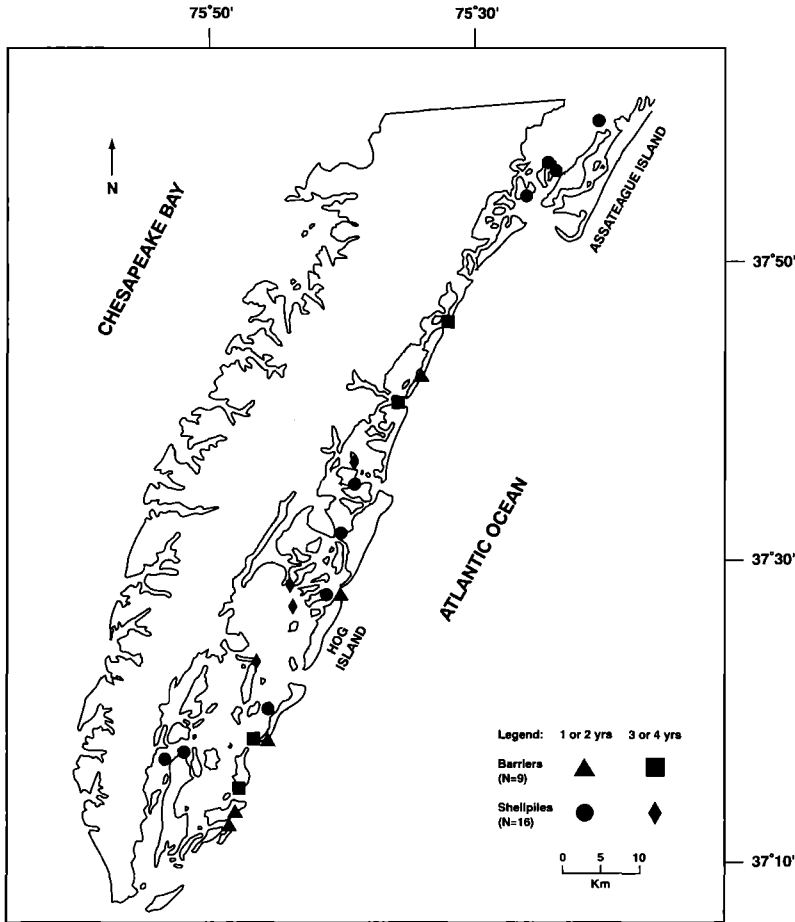 75°50'
75°30'
N
CHESAPEAKE BAY
ASSATEAGUE ISLAND
37°50'
ATLANTIC OCEAN
37°30'
HOG
ISLAND
Legend: 1 or 2 yrs 3 or 4 yrs
Barriers
(N=9)
Shellpiles
(N=16)
0 5 10
Km
37°10'